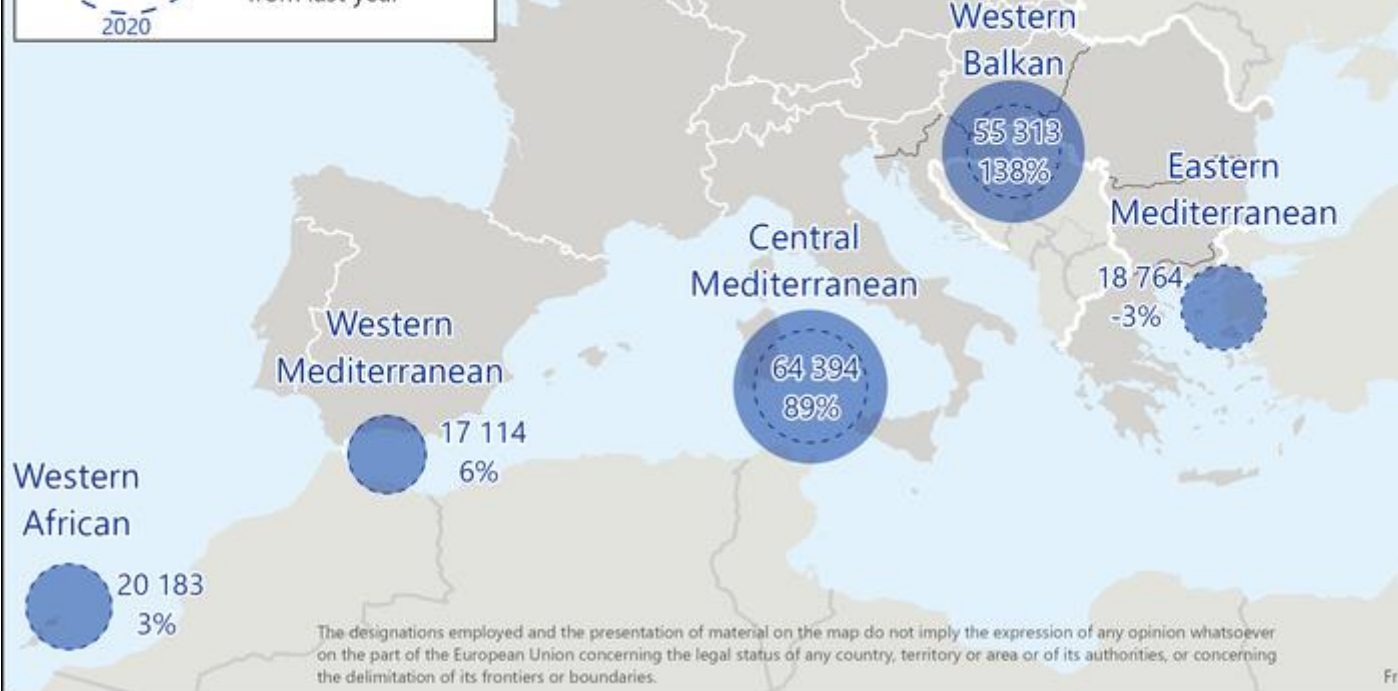 from last year
2020
Western
Balkan
55 313
138%
Eastern
Mediterranean
18 764
-3%
Central
Mediterranean
64 394
89%
Western
Mediterranean
17 114
6%
Western
African
20 183
3%
The designations employed and the presentation of material on the map do not imply the expression of any opinion whatsoever
on the part of the European Union concerning the legal status of any country, territory or area or of its authorities, or concerning
the delimitation of its frontiers or boundaries.
Fr